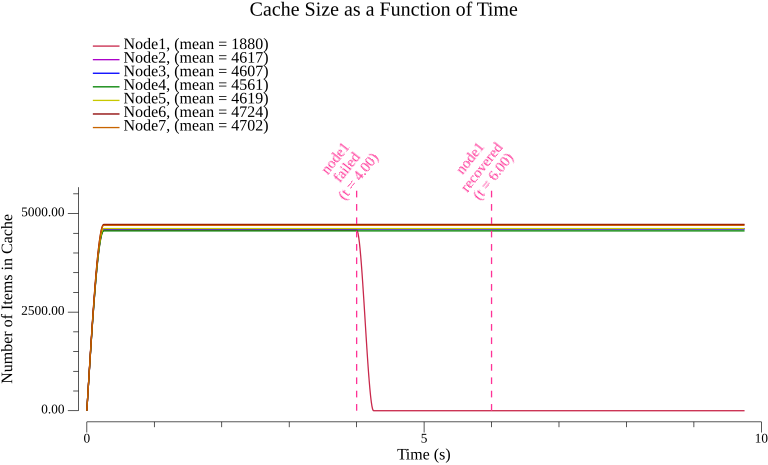 Cache Size as a Function of Time
Node1, (mean = 1880)
Node2, (mean = 4617)
Node3, (mean = 4607)
Node4, (mean = 4561)
Node5, (mean = 4619)
Node6, (mean = 4724)
Node7, (mean = 4702)
node1
failed
(t = 4.00)
node1
recovered
(t = 6.00)
Number of Items in Cache
5000.00
2500.00
0.00
0
5
10
Time (s)